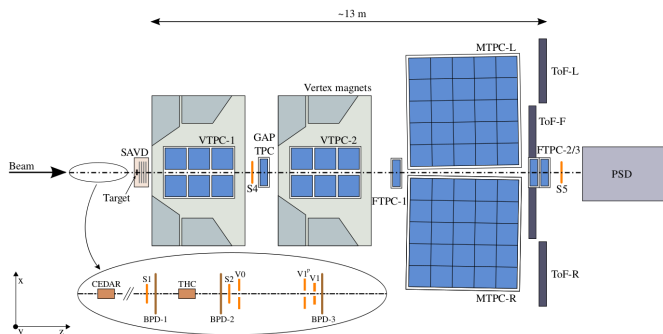 ~13 m
MTPC-L
ToF-L
Vertex magnets
ToF-F
VTPC-1
GAP
TPC
VTPC-2
SAVD
FTPC-2/3
Beam
PSD
Target
S4
FTPC-1
S5
CEDAR
S1
THC
S2
V0
V1ᵖ
V1
BPD-1
BPD-2
BPD-3
MTPC-R
ToF-R
x
y
z